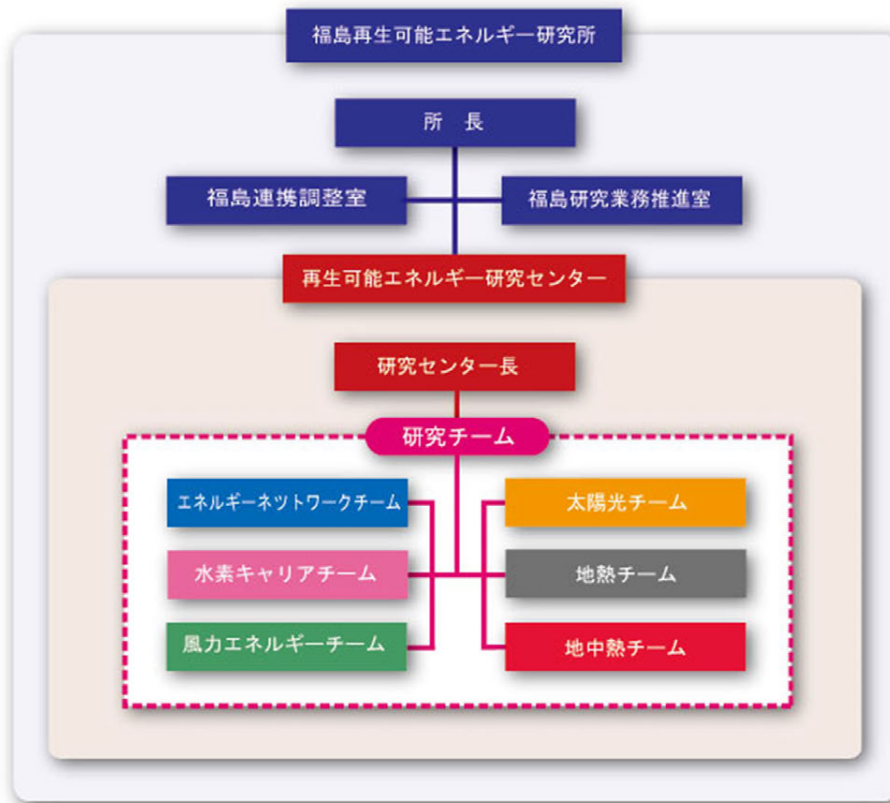 福島再生可能エネルギー研究所
所 長
福島連携調整室
福島研究業務推進室
再生可能エネルギー研究センター
研究センター長
研究チーム
エネルギーネツトワークチーム
太陽光チーム
水素キャリアチーム
地熱チーム
風力エネルギーチーム
地中熱チーム